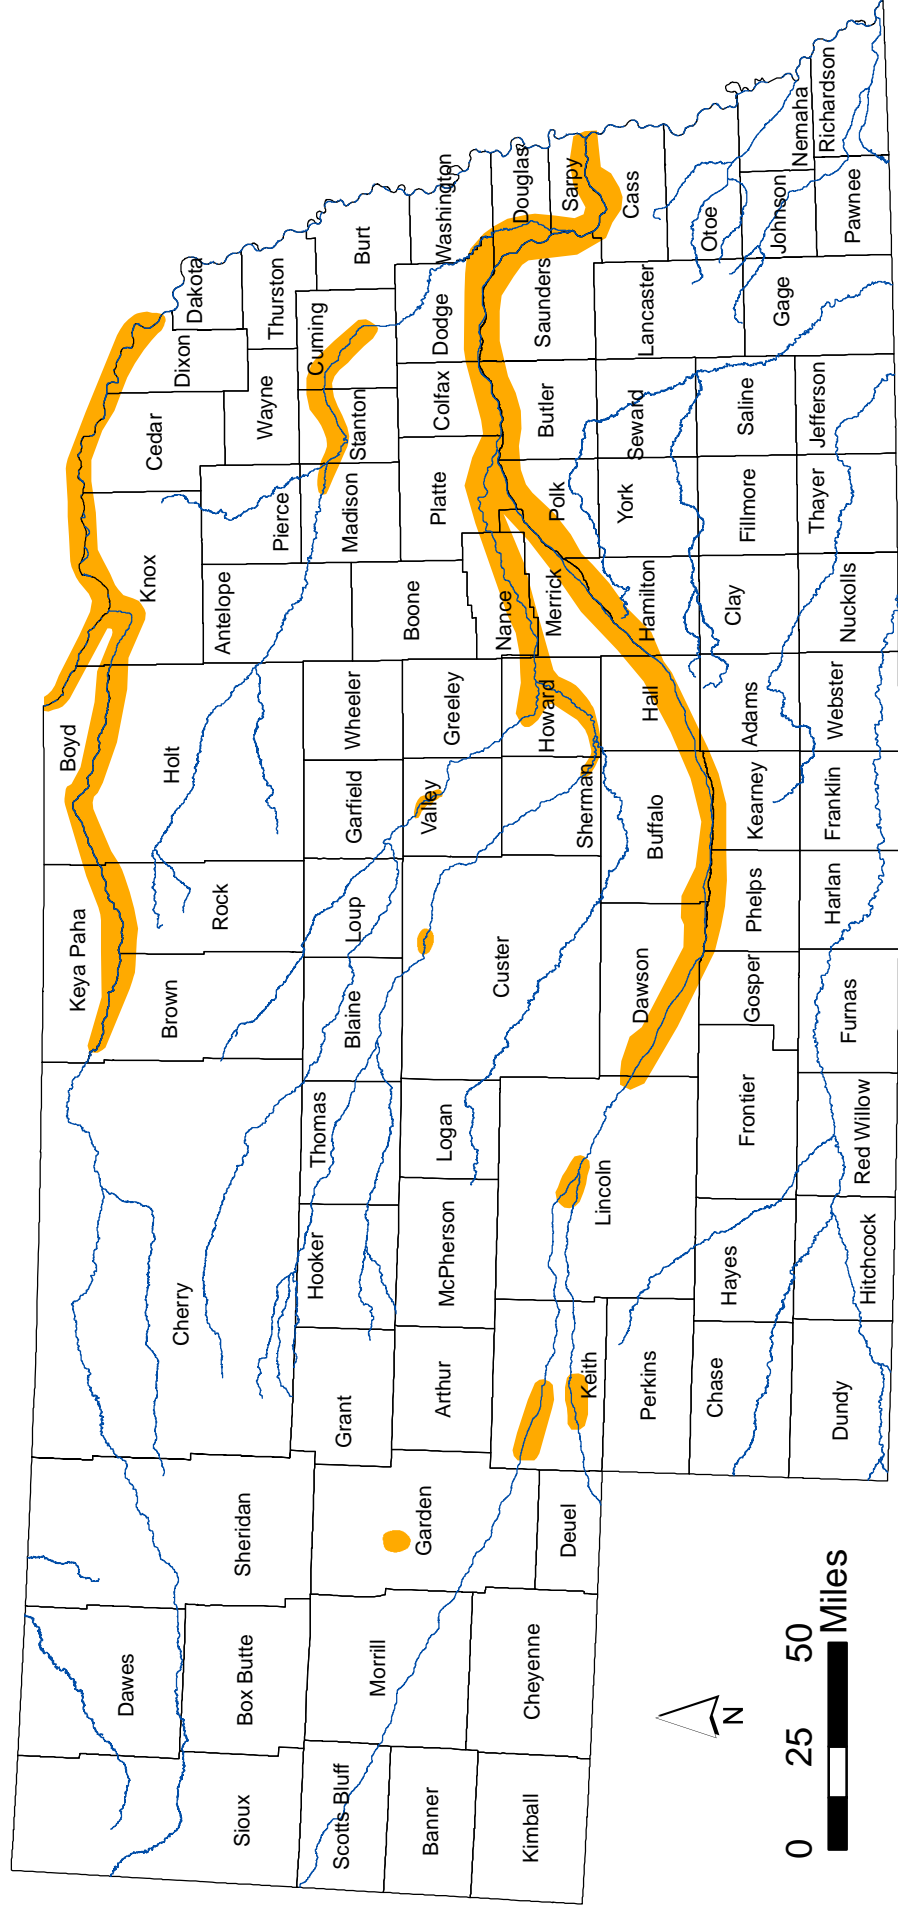 Sioux
Dawes
Sheridan
Box Butte
Scotts Bluff
Banner
Kimball
Morrill
Cheyenne
Garden
Deuel
Cherry
Grant
Hooker
Thomas
Arthur
McPherson
Logan
Keith
Lincoln
Perkins
Chase
Hayes
Frontier
Dundy
Hitchcock
Red Willow
Keya Paha
Brown
Rock
Boyd
Holt
Blaine
Loup
Garfield
Wheeler
Custer
Valley
Greeley
Sherman
Howard
Dawson
Buffalo
Hall
Gosper
Phelps
Kearney
Adams
Furnas
Harlan
Franklin
Webster
Knox
Cedar
Dixon
Dakota
Antelope
Pierce
Wayne
Thurston
Boone
Madison
Stanton
Cuming
Burt
Nance
Platte
Colfax
Dodge
Washington
Merrick
Polk
Butler
Saunders
Douglas
Sarpy
Hamilton
York
Seward
Lancaster
Cass
Otoe
Clay
Fillmore
Saline
Gage
Johnson
Nemaha
Nuckolls
Thayer
Jefferson
Pawnee
Richardson
N
0 25 50
Miles